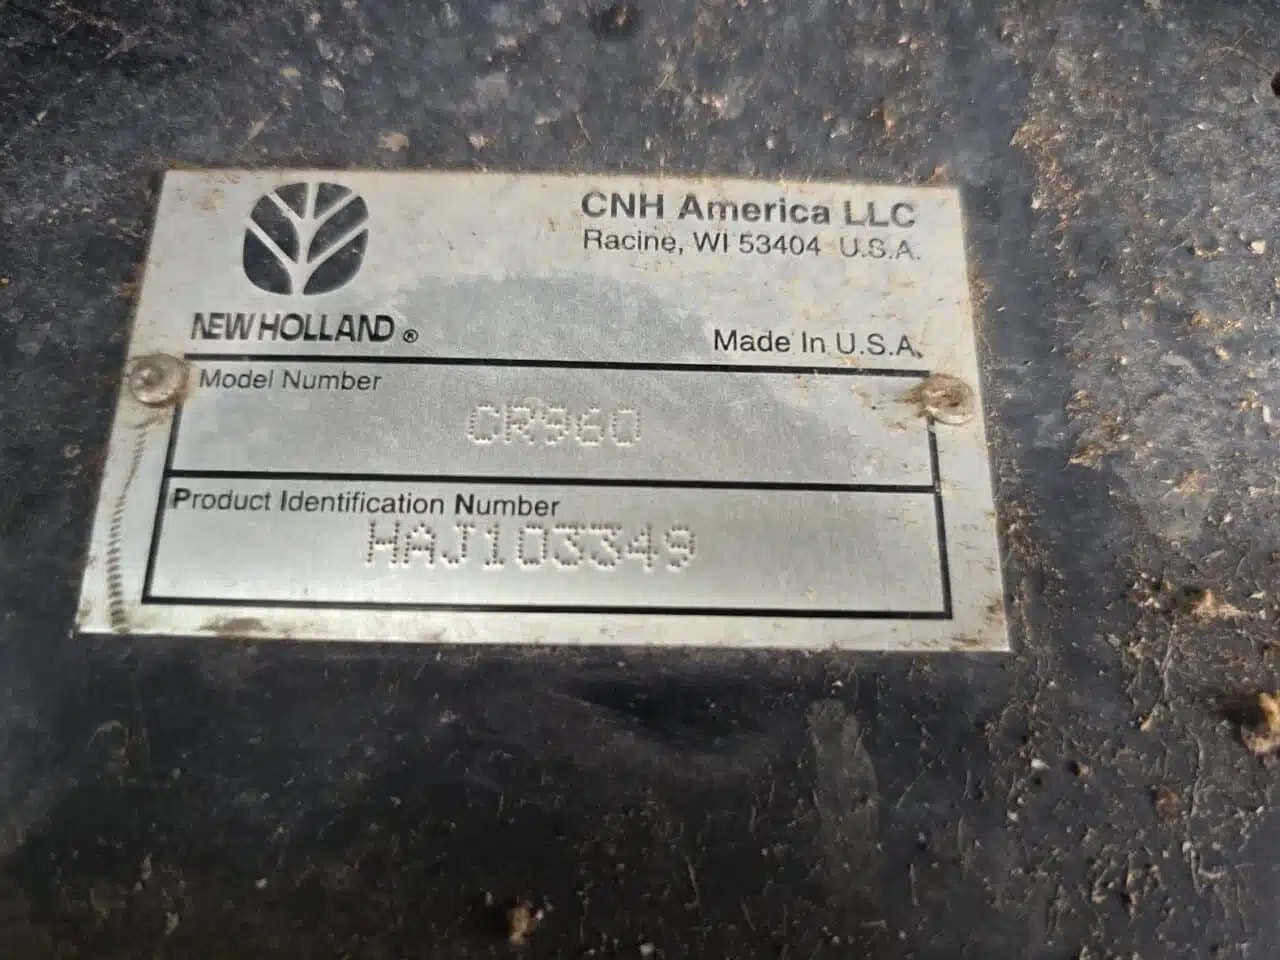 CNH America LLC
Racine, WI 53404 U.S.A.
NEW HOLLAND ®
Made In U.S.A.
Model Number
CR960
Product Identification Number
HAJ103349